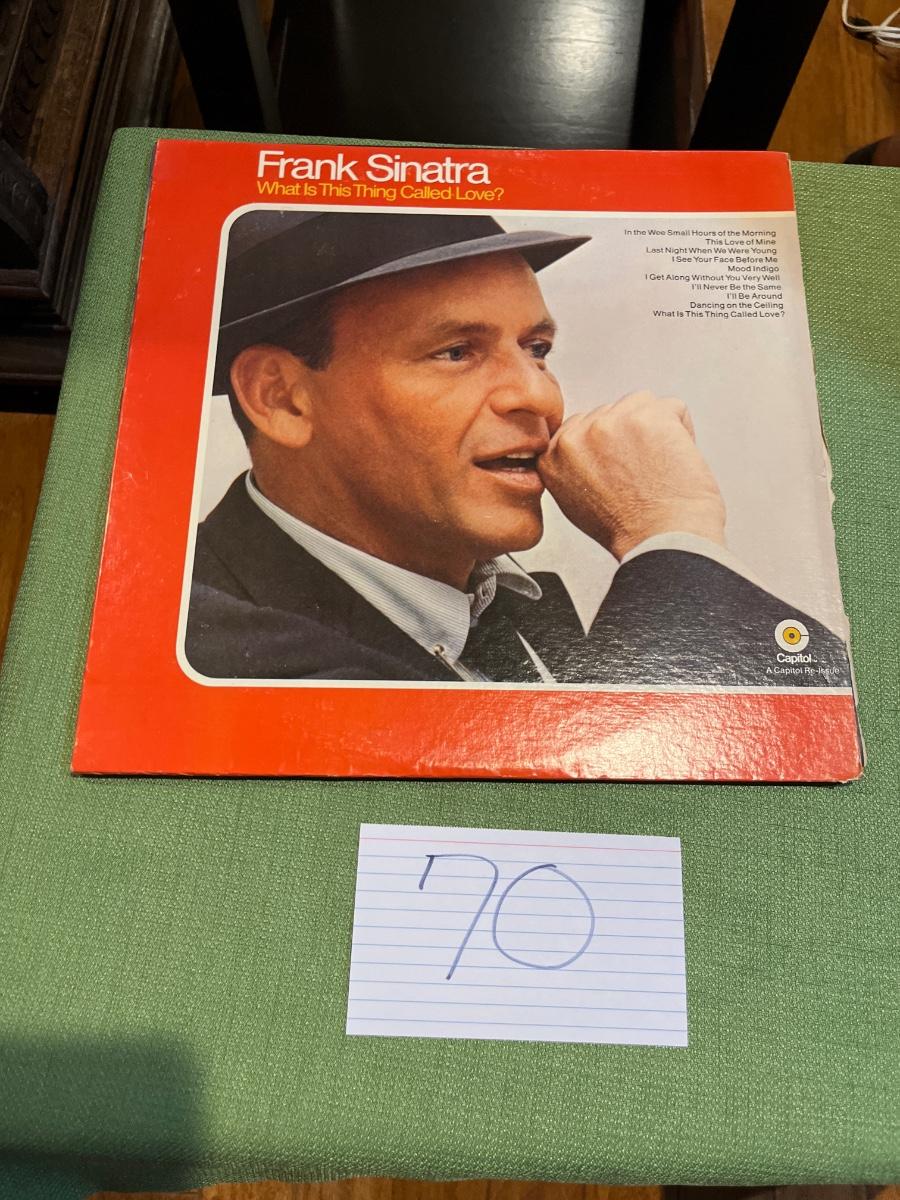 Frank Sinatra
What Is This Thing Called Love?
In the Wee Small Hours of the Morning
This Love of Mine
Last Night When We Were Young
I See Your Face Before Me
Mood Indigo
I Get Along Without You Very Well
I'll Never Be the Same
I'll Be Around
Dancing on the Ceiling
What Is This Thing Called Love?
Capitol
A Capitol Re-Issue
70